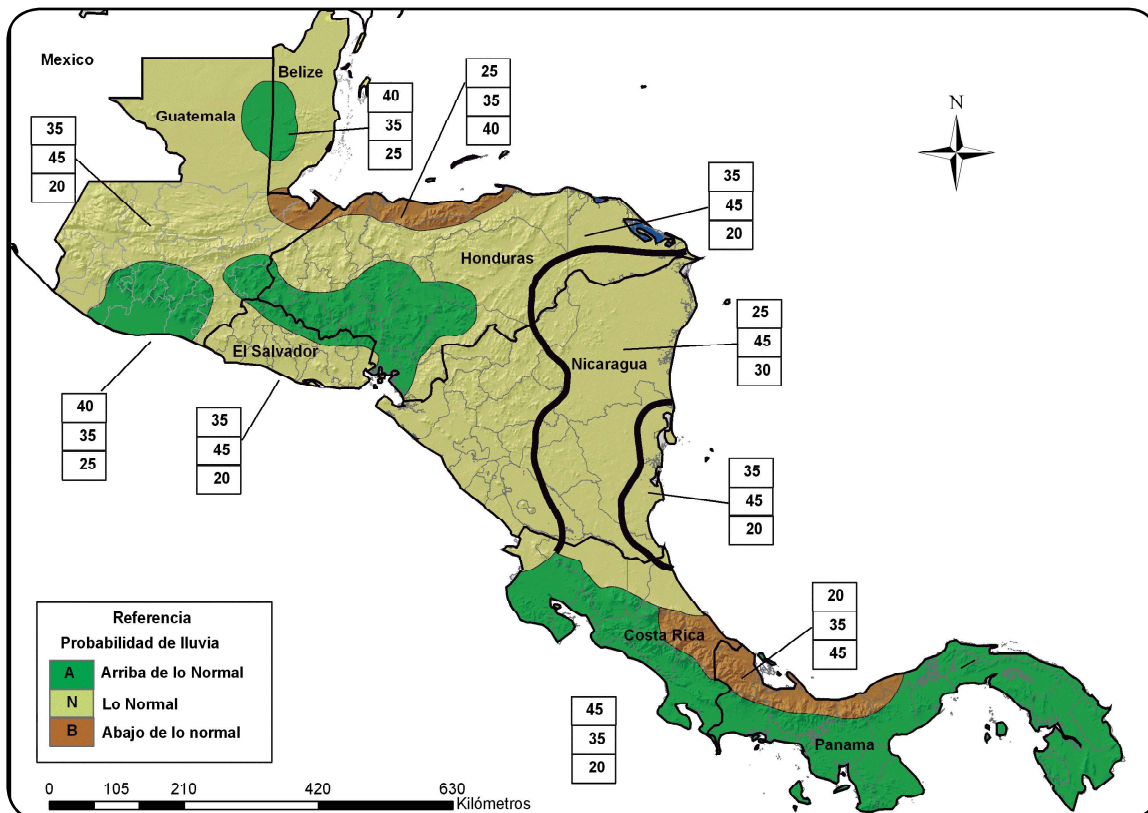 Mexico
Belize
Guatemala
25
35
40
40
35
25
35
45
20
N
35
45
20
Honduras
25
45
30
Nicaragua
El Salvador
40
35
25
35
45
20
35
45
20
20
35
45
Costa Rica
45
35
20
Panama
Referencia
Probabilidad de lluvia
A Arriba de lo Normal
N Lo Normal
B Abajo de lo normal
0 105 210 420 630 Kilómetros